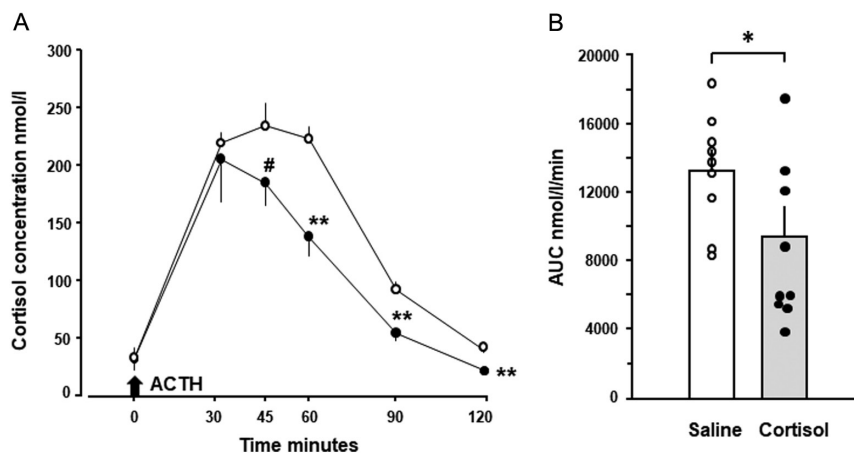 A
Cortisol concentration nmol/l
300
250
200
150
100
50
0
#
**
**
**
ACTH
0 30 45 60 90 120
Time minutes
B
AUC nmol/l/min
20000
16000
12000
8000
4000
0
*
Saline Cortisol